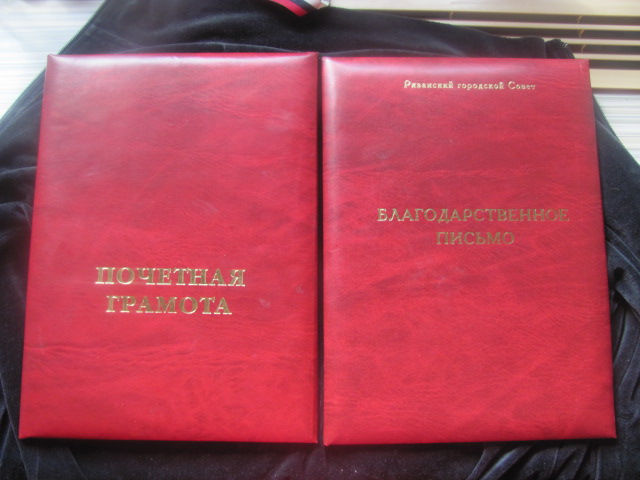 ПОЧЕТНАЯ
ГРАМОТА
Рязанский городской Совет
БЛАГОДАРСТВЕННОЕ
ПИСЬМО